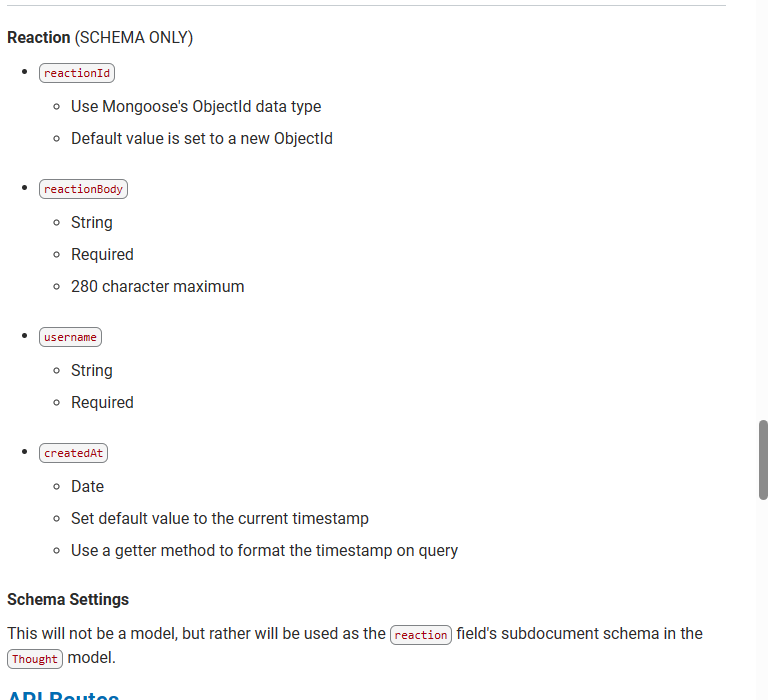 Reaction (SCHEMA ONLY)
reactionId
Use Mongoose's ObjectId data type
Default value is set to a new ObjectId
reactionBody
String
Required
280 character maximum
username
String
Required
createdAt
Date
Set default value to the current timestamp
Use a getter method to format the timestamp on query
Schema Settings
This will not be a model, but rather will be used as the reaction field's subdocument schema in the
Thought model.
API Routes